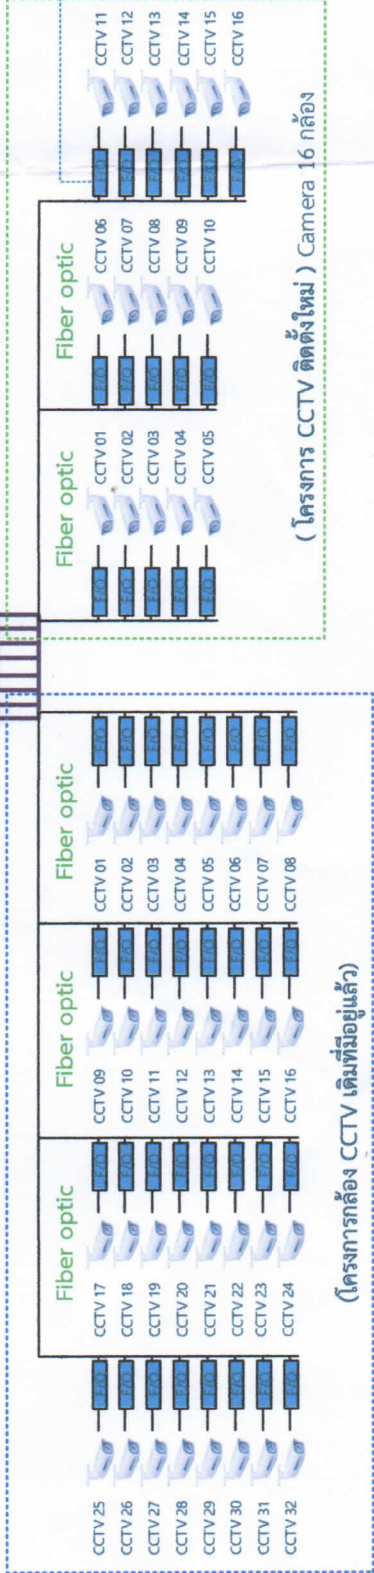 Fiber optic
Fiber optic
Fiber optic
Fiber optic
Fiber optic
CCTV 25
CCTV 26
CCTV 27
CCTV 28
CCTV 29
CCTV 30
CCTV 31
CCTV 32
CCTV 17
CCTV 18
CCTV 19
CCTV 20
CCTV 21
CCTV 22
CCTV 23
CCTV 24
CCTV 09
CCTV 10
CCTV 11
CCTV 12
CCTV 13
CCTV 14
CCTV 15
CCTV 16
CCTV 01
CCTV 02
CCTV 03
CCTV 04
CCTV 05
CCTV 06
CCTV 07
CCTV 08
(โครงการกล้อง CCTV เดิมที่มีอยู่แล้ว)
CCTV 01
CCTV 02
CCTV 03
CCTV 04
CCTV 05
CCTV 06
CCTV 07
CCTV 08
CCTV 09
CCTV 10
CCTV 11
CCTV 12
CCTV 13
CCTV 14
CCTV 15
CCTV 16
( โครงการ CCTV ติดตั้งใหม่ ) Camera 16 กล้อง